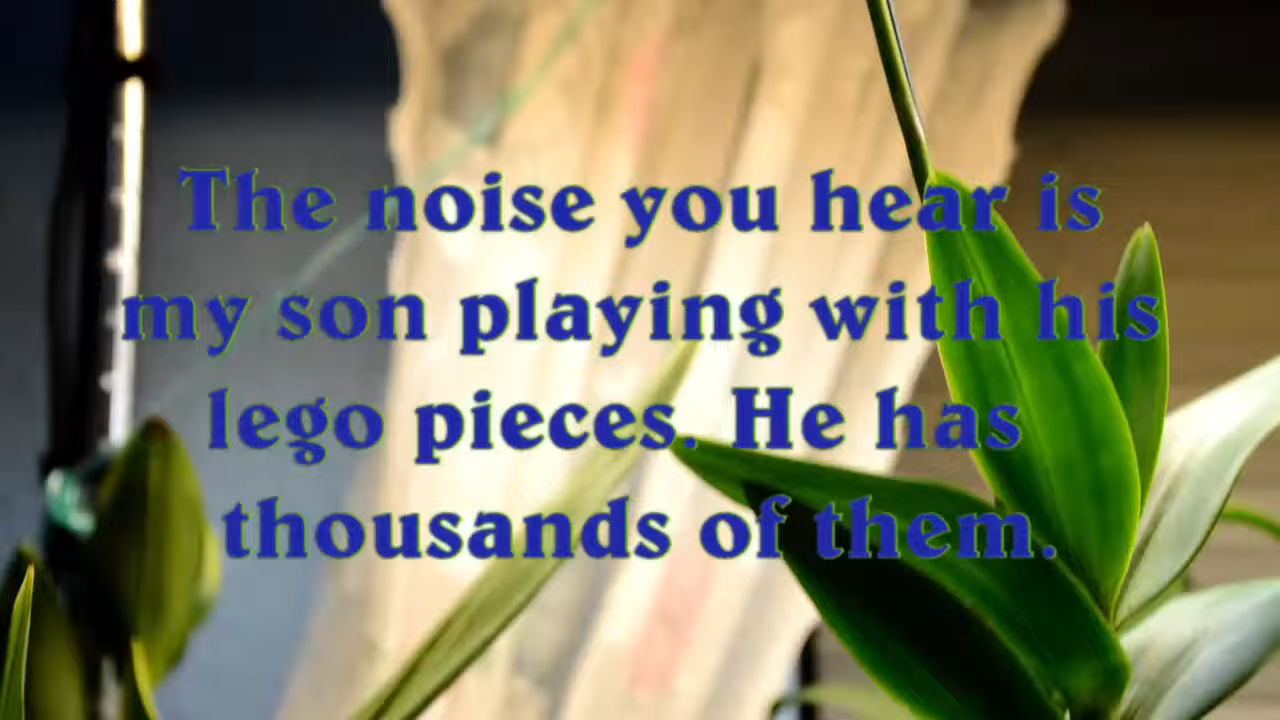 The noise you hear is
my son playing with his
lego pieces. He has
thousands of them.